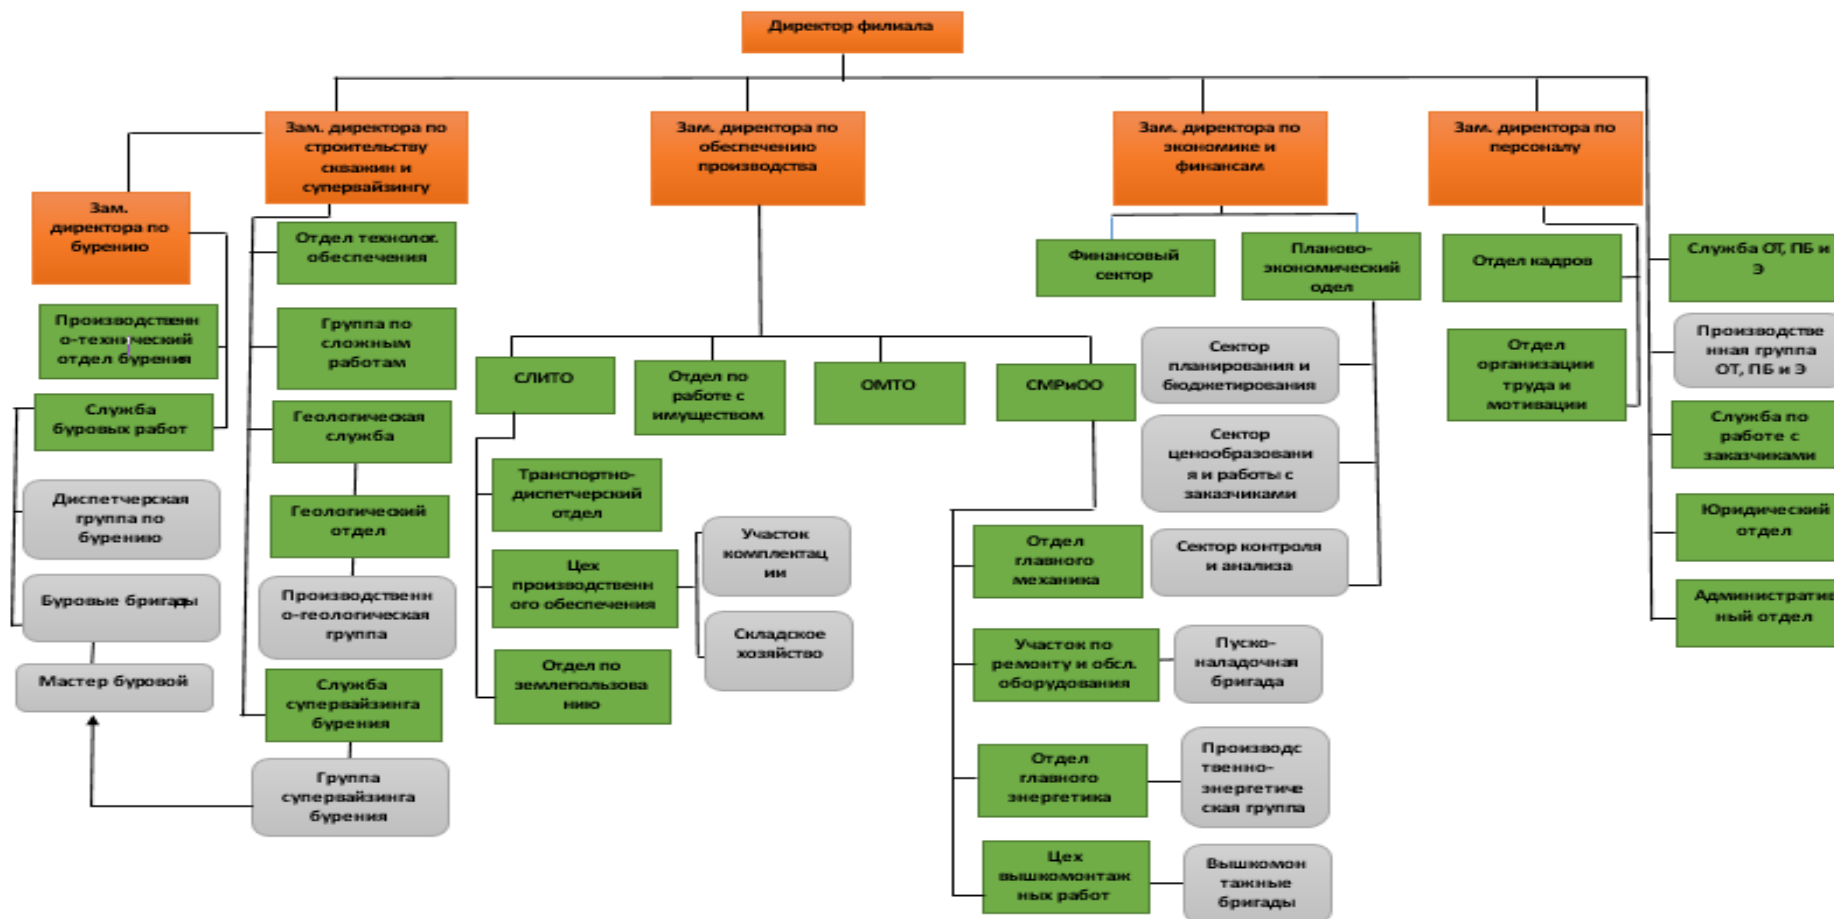 Директор филиала
Зам. директора по
строительству
скважин и
супервайзингу
Зам. директора по
обеспечению
производства
Зам. директора по
экономике и
финансам
Зам. директора по
персоналу
Зам.
директора по
бурению
Производственн
о-технический
отдел бурения
Служба
буровых работ
Диспетчерская
группа по
бурению
Буровые бригады
Мастер буровой
Отдел технолог.
обеспечения
Группа по
сложным
работам
Геологическая
служба
Геологический
отдел
Производственн
о-геологическая
группа
Служба
супервайзинга
бурения
Группа
супервайзинга
бурения
СЛИТО
Отдел по
работе с
имуществом
ОМТО
СМРиОО
Транспортно-
диспетчерский
отдел
Цех
производственн
ого обеспечения
Отдел по
землепользова
нию
Участок
комплектац
ии
Складское
хозяйство
Отдел
главного
механика
Участок по
ремонту и обсл.
оборудования
Отдел
главного
энергетика
Цех
вышкомонтаж
ных работ
Пуско-
наладочная
бригада
Производс
твенно-
энергетиче
ская группа
Вышкомон
тажные
бригады
Финансовый
сектор
Планово-
экономический
одел
Сектор
планирования и
бюджетирования
Сектор
ценообразовани
я и работы с
заказчиками
Сектор контроля
и анализа
Отдел кадров
Отдел
организации
труда и
мотивации
Служба ОТ, ПБ и
Э
Производстве
нная группа
ОТ, ПБ и Э
Служба по
работе с
заказчиками
Юридический
отдел
Административ
ный отдел